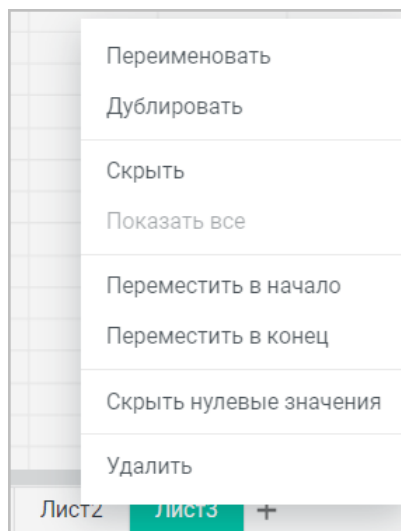 Переименовать
Дублировать
Скрыть
Показать все
Переместить в начало
Переместить в конец
Скрыть нулевые значения
Удалить
Лист2 Лист3 +